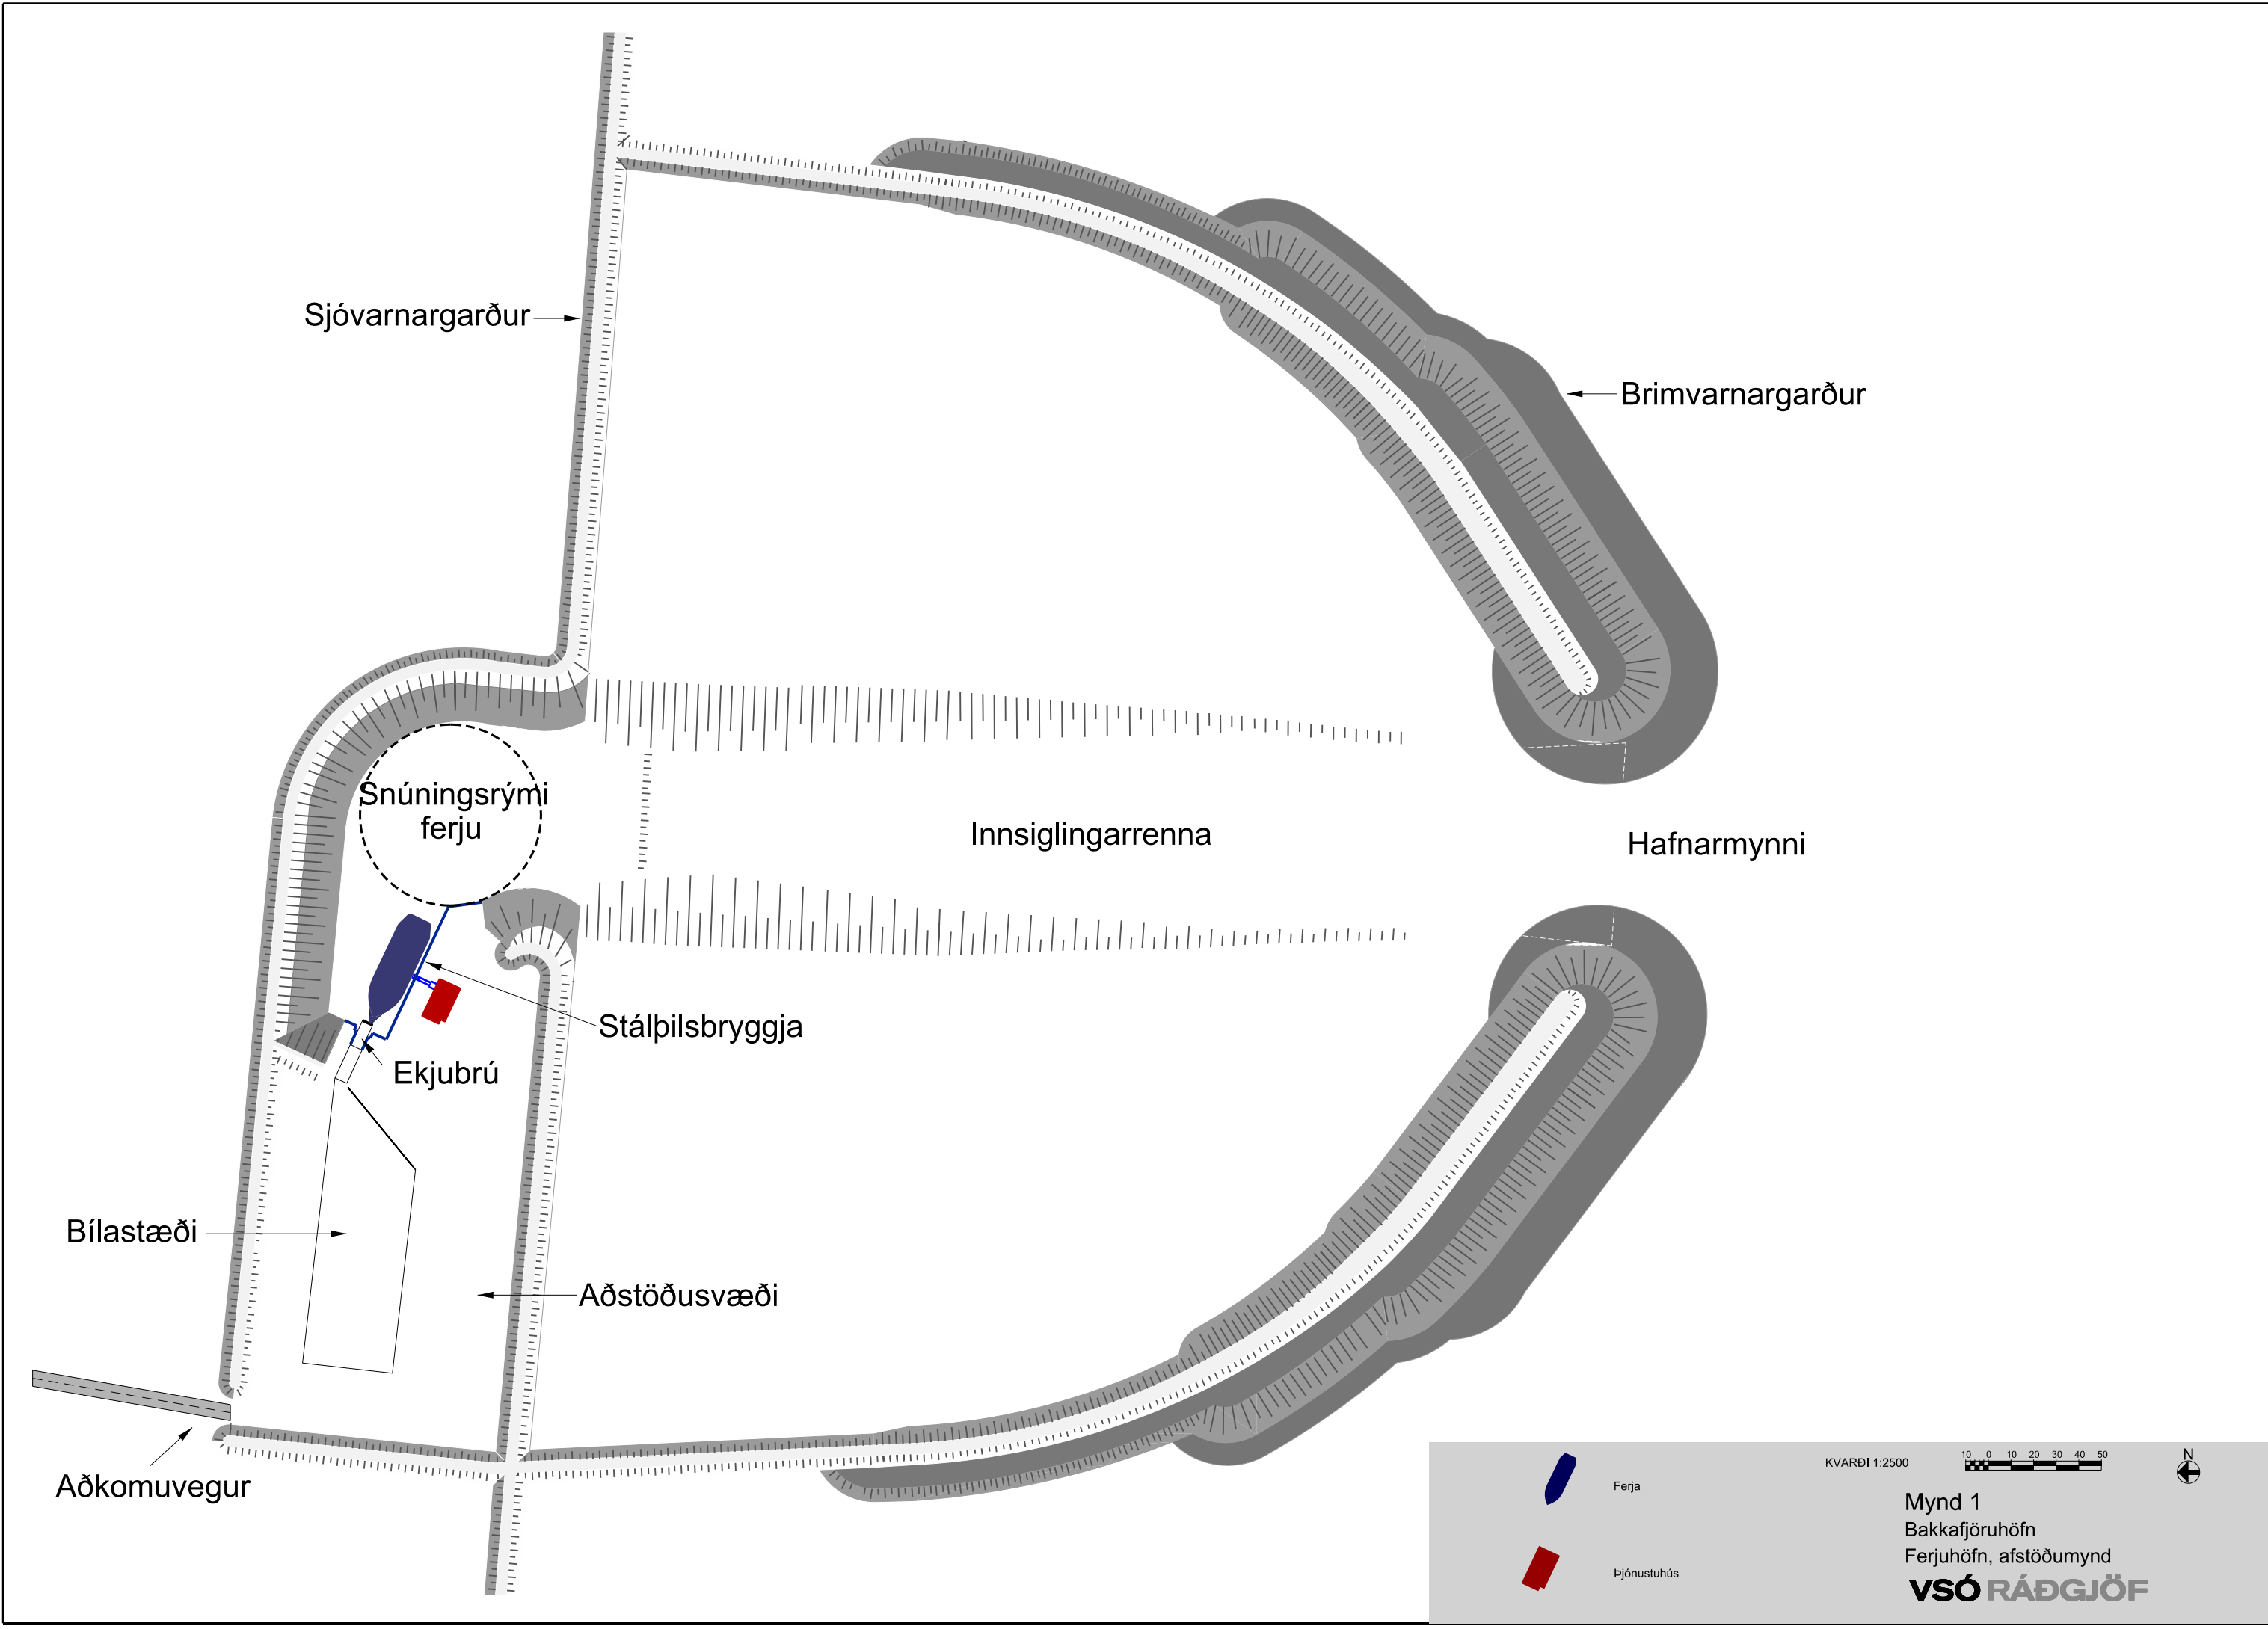 Sjóvarnargarður
Brimvarnargarður
Snúningsrými
ferju
Innsiglingarrenna
Hafnarmynni
Stálþilsbryggja
Ekjubrú
Bílastæði
Aðstöðusvæði
Aðkomuvegur
Ferja
Þjónustuhús
KVARÐI 1:2500
10 0 10 20 30 40 50
N
Mynd 1
Bakkafjöruhöfn
Ferjuhöfn, afstöðumynd
VSÓ RÁÐGJÖF